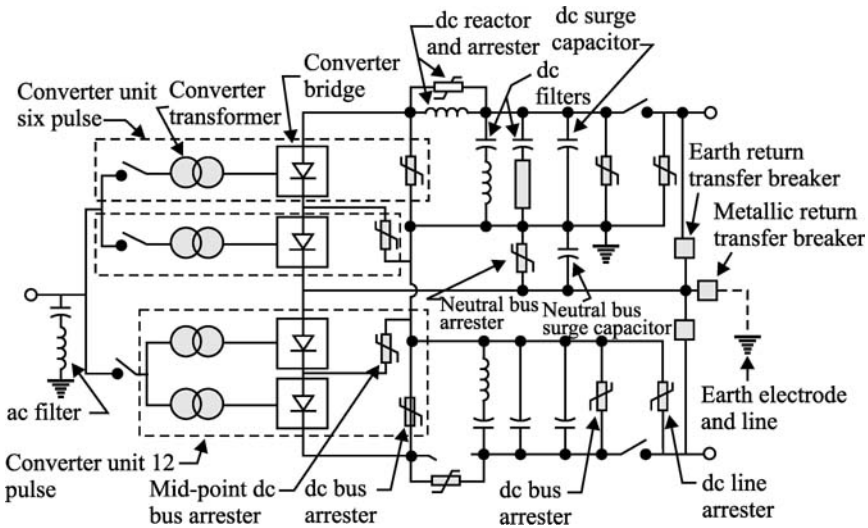 dc reactor
and arrester
dc surge
capacitor
Converter unit
six pulse
Converter
transformer
Converter
bridge
dc
filters
Earth return
transfer breaker
Metallic return
transfer breaker
Neutral bus
arrester
Neutral bus
surge capacitor
ac filter
Earth electrode
and line
Converter unit 12
pulse
Mid-point dc
bus arrester
dc bus
arrester
dc bus
arrester
dc line
arrester